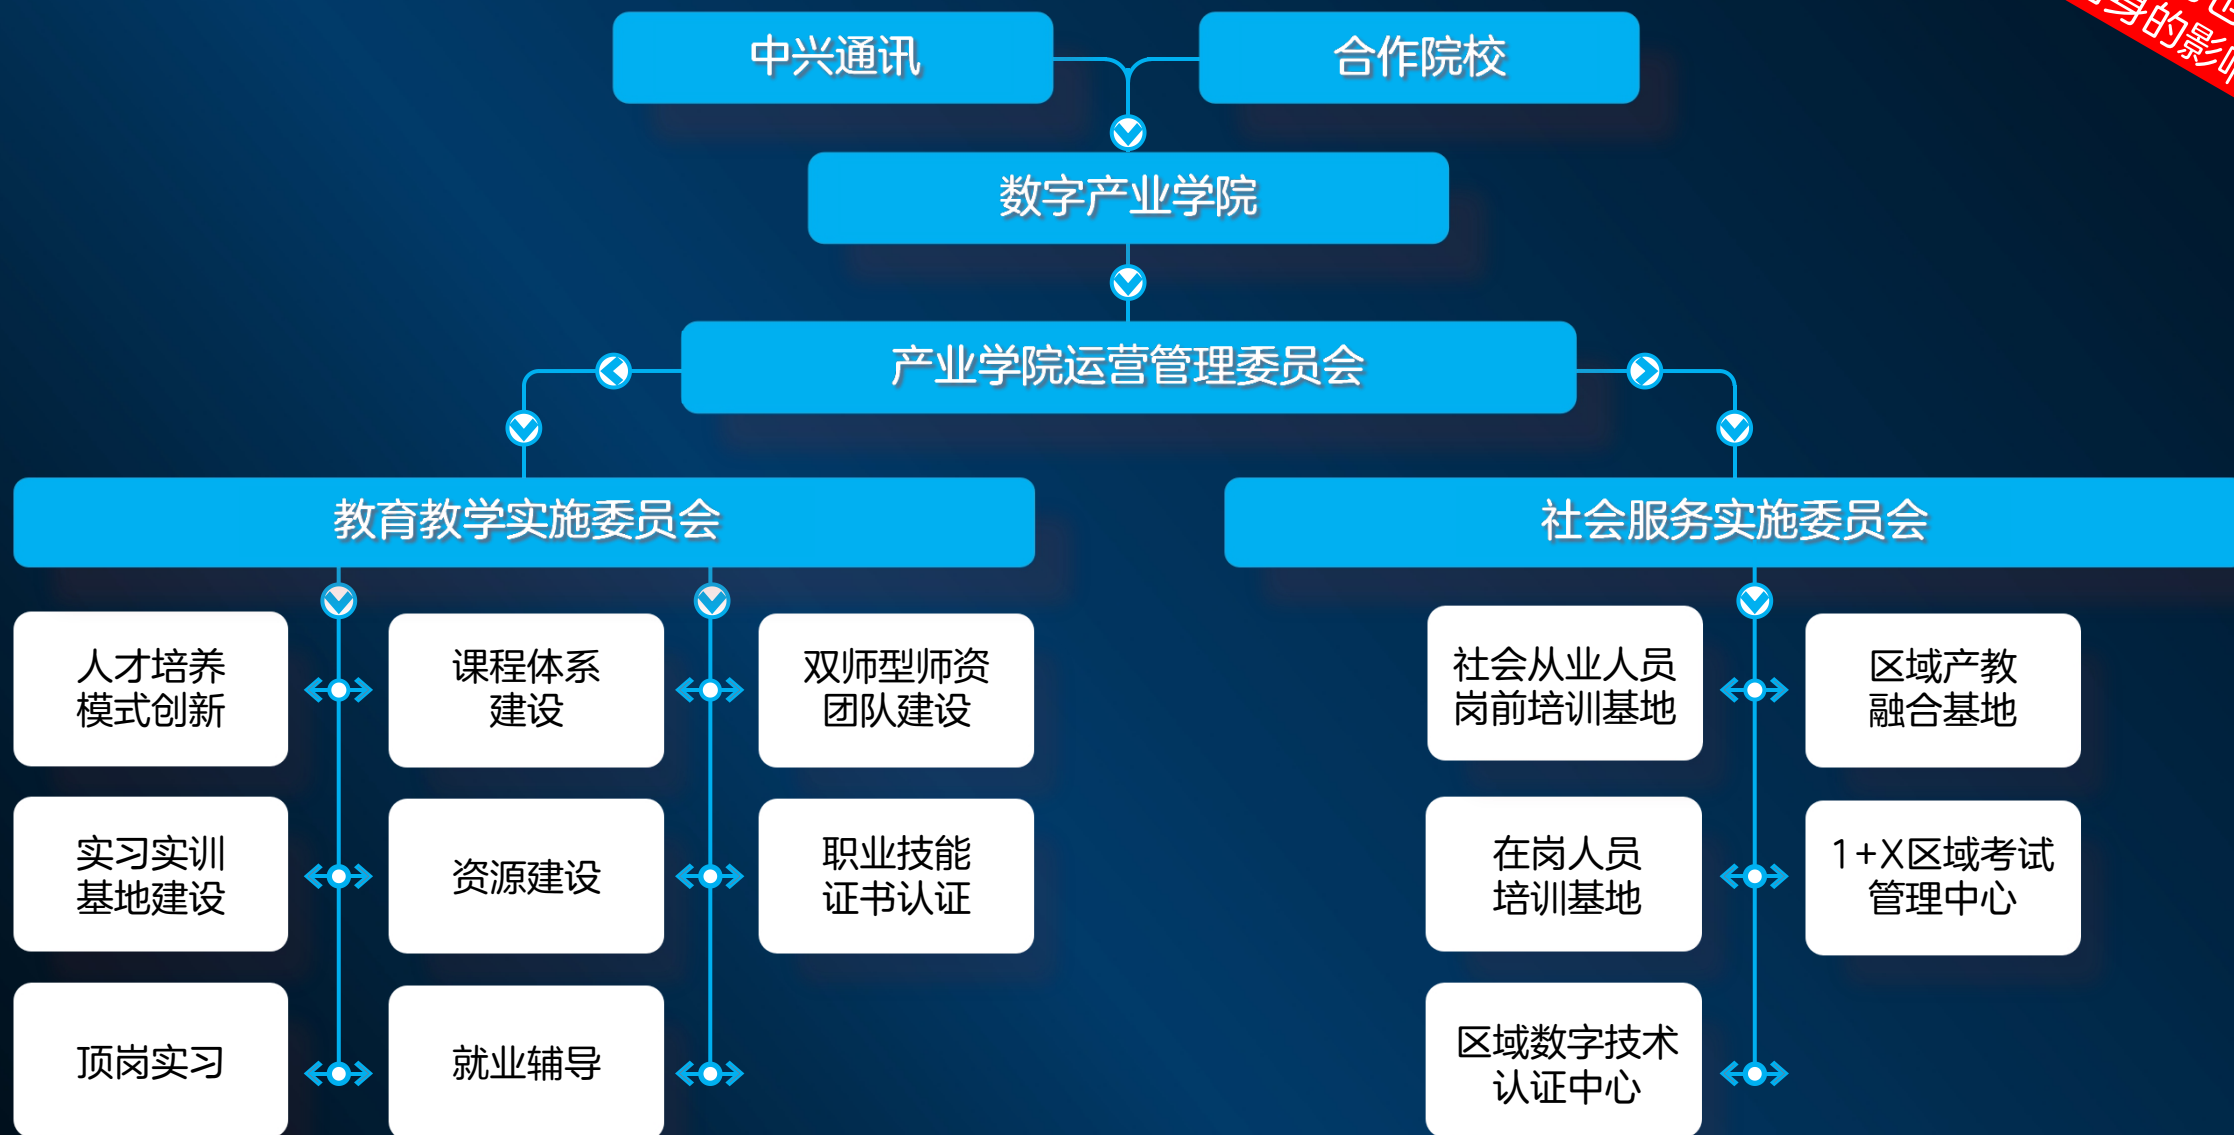 中兴通讯
合作院校
身的影
数字产业学院
产业学院运营管理委员会
教育教学实施委员会
社会服务实施委员会
人才培养
模式创新
课程体系
建设
双师型师资
团队建设
社会从业人员
岗前培训基地
区域产教
融合基地
实习实训
基地建设
资源建设
职业技能
证书认证
在岗人员
培训基地
1+X区域考试
管理中心
顶岗实习
就业辅导
区域数字技术
认证中心